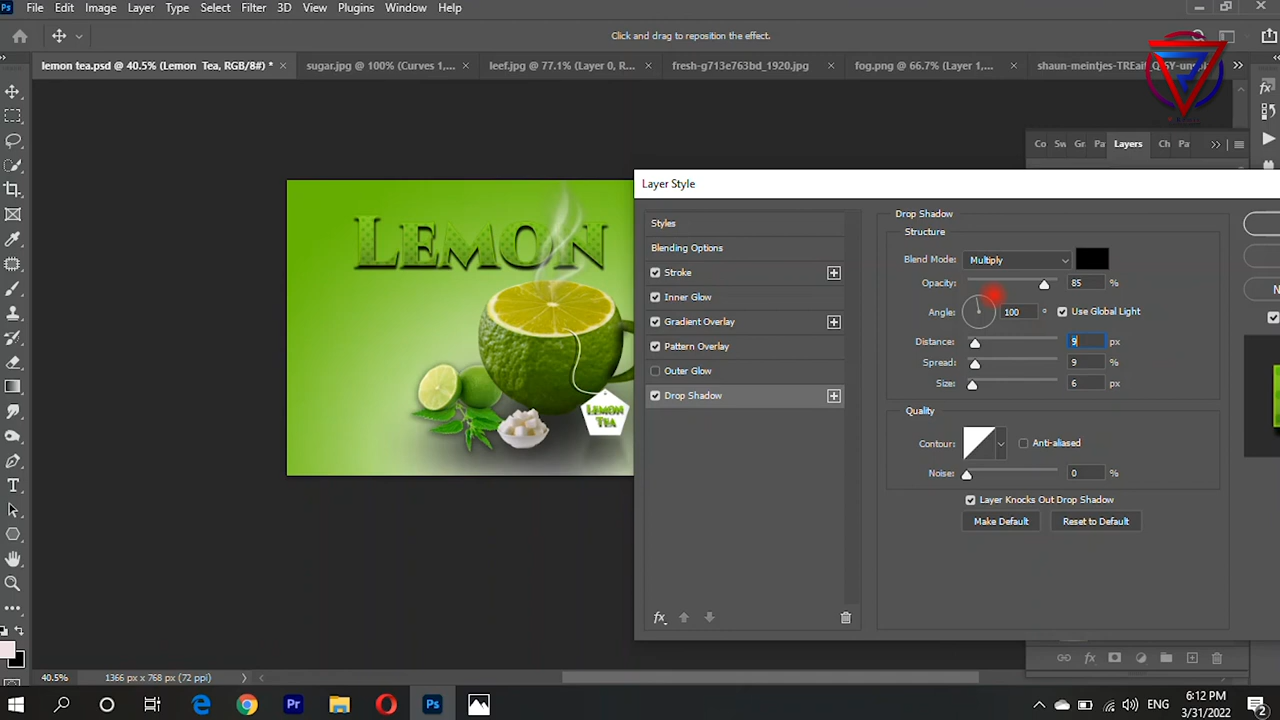 Ps File Edit Image Layer Type Select Filter 3D View Plugins Window Help
Click and drag to reposition the effect.
lemon tea.psd @ 40.5% (Lemon Tea, RGB/8#) * × sugar.jpg @ 100% (Curves 1,... × leef.jpg @ 77.1% (Layer 0, R... × fresh-g713e763bd_1920.jpg × fog.png @ 66.7% (Layer 1,... ×
Layers
Layer Style
LEMON
LEMON
TEA
Styles
Blending Options
Stroke
Inner Glow
Gradient Overlay
Pattern Overlay
Outer Glow
Drop Shadow
fx
Drop Shadow
Structure
Blend Mode: Multiply
Opacity: 85 %
Angle: 100 ° Use Global Light
Distance: 9 px
Spread: 9 %
Size: 6 px
Quality
Contour: Anti-aliased
Noise: 0 %
Layer Knocks Out Drop Shadow
Make Default Reset to Default
40.5% 1366 px x 768 px (72 ppi)
Pr Ps
ENG
6:12 PM
3/31/2022
2